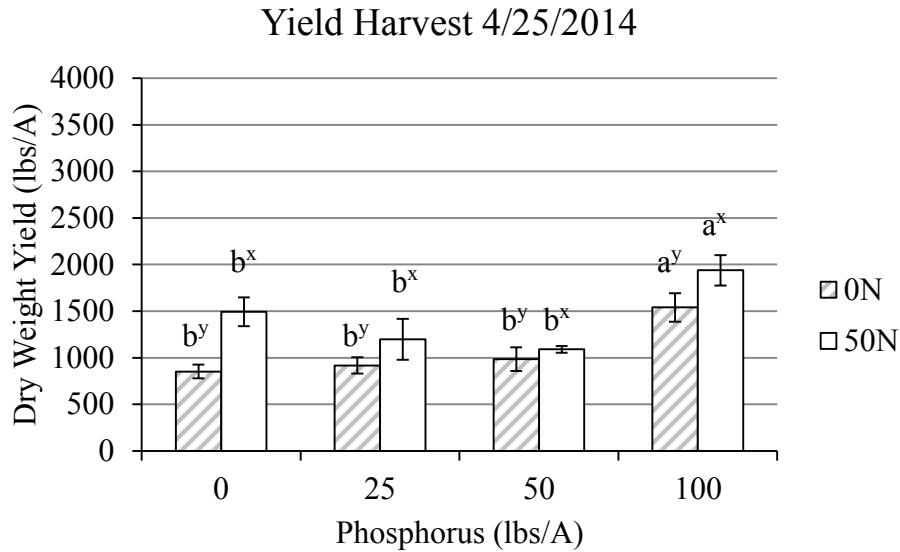 Yield Harvest 4/25/2014
Dry Weight Yield (lbs/A)
4000
3500
3000
2500
2000
1500
1000
500
0
b^y
b^x
b^y
b^x
b^y
b^x
a^y
a^x
0N
50N
0
25
50
100
Phosphorus (lbs/A)